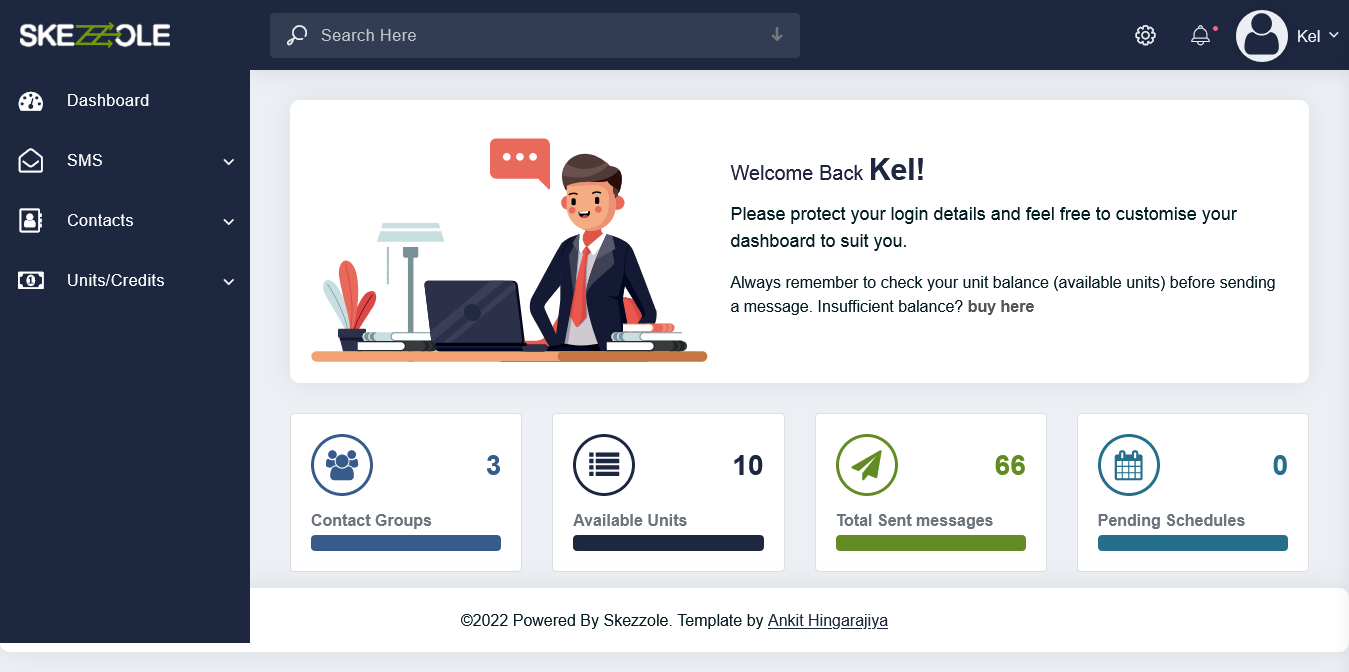 SKEZZOLE
Search Here
Kel
Dashboard
SMS
Contacts
Units/Credits
Welcome Back Kel!
Please protect your login details and feel free to customise your
dashboard to suit you.
Always remember to check your unit balance (available units) before sending
a message. Insufficient balance? buy here
3
Contact Groups
10
Available Units
66
Total Sent messages
0
Pending Schedules
©2022 Powered By Skezzole. Template by Ankit Hingarajiya